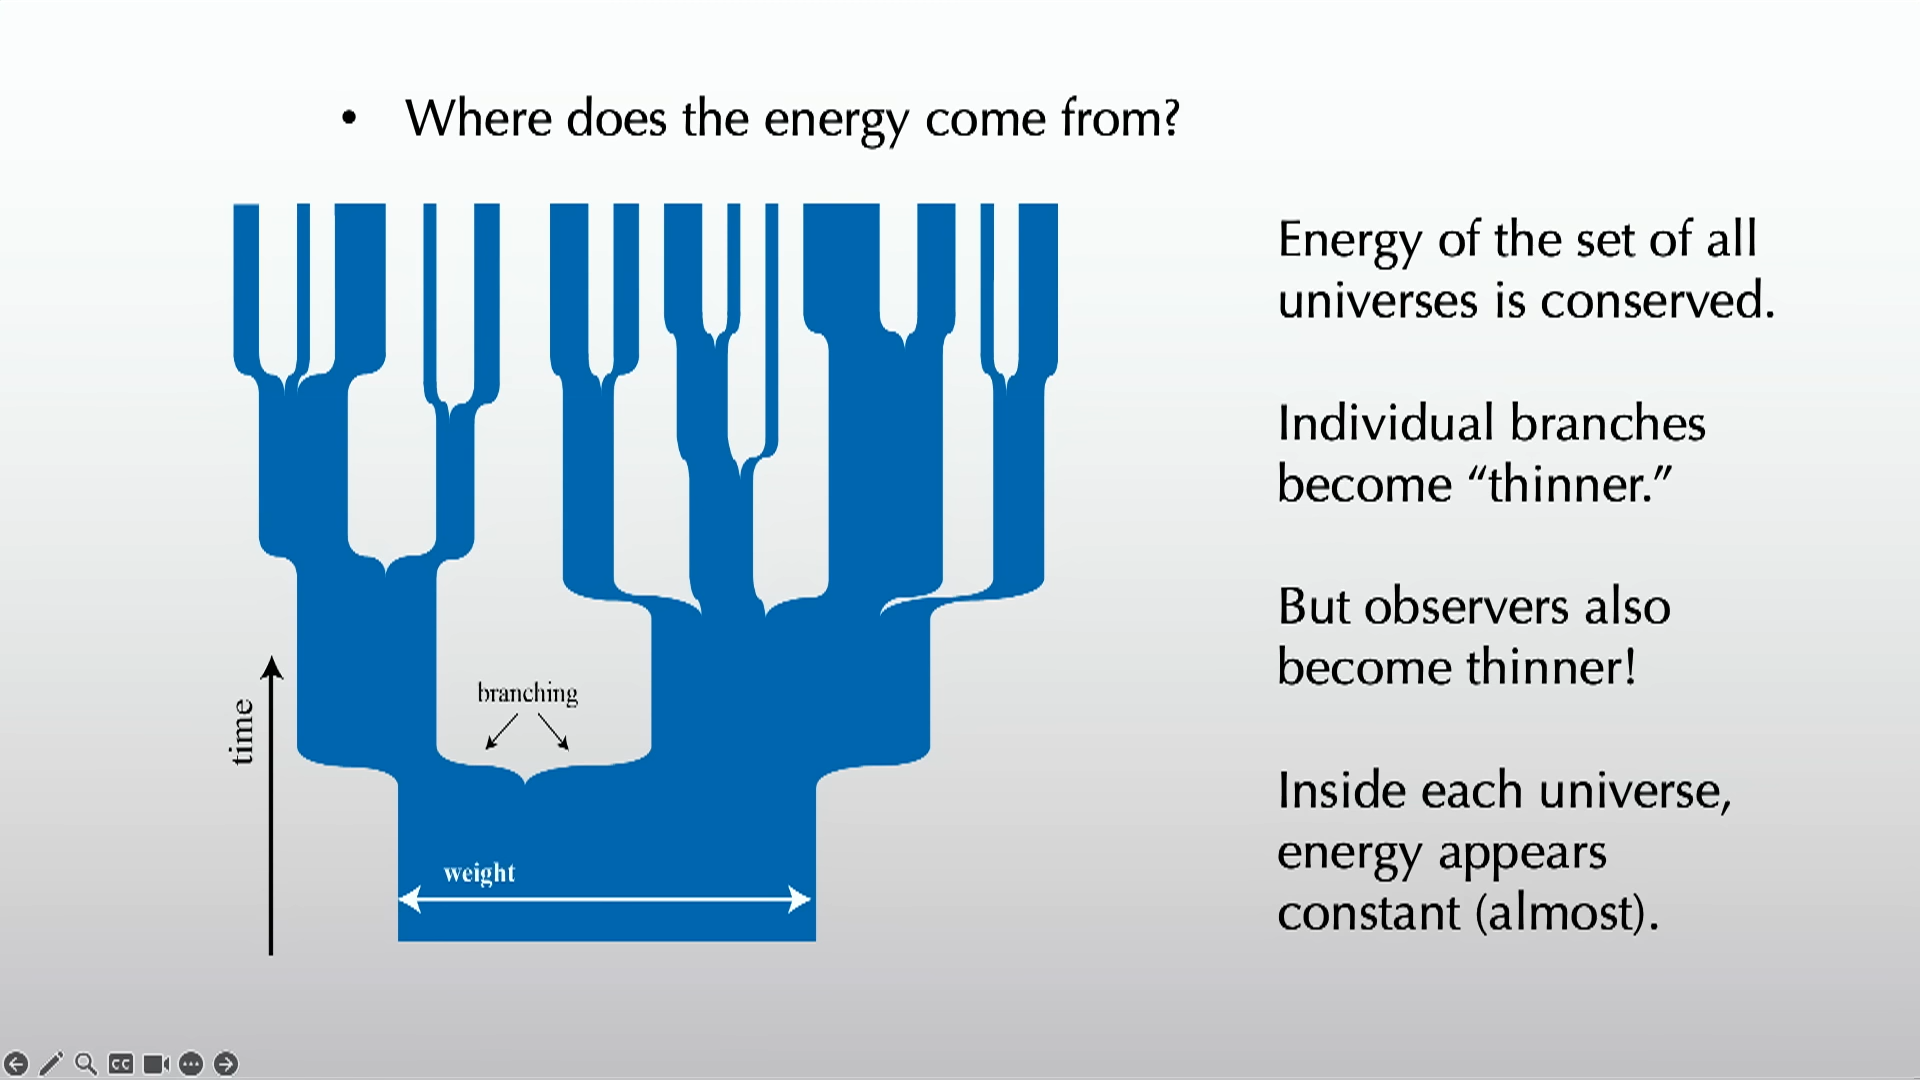 • Where does the energy come from?
Energy of the set of all
universes is conserved.
Individual branches
become “thinner.”
But observers also
become thinner!
Inside each universe,
energy appears
constant (almost).
branching
time
weight
CC